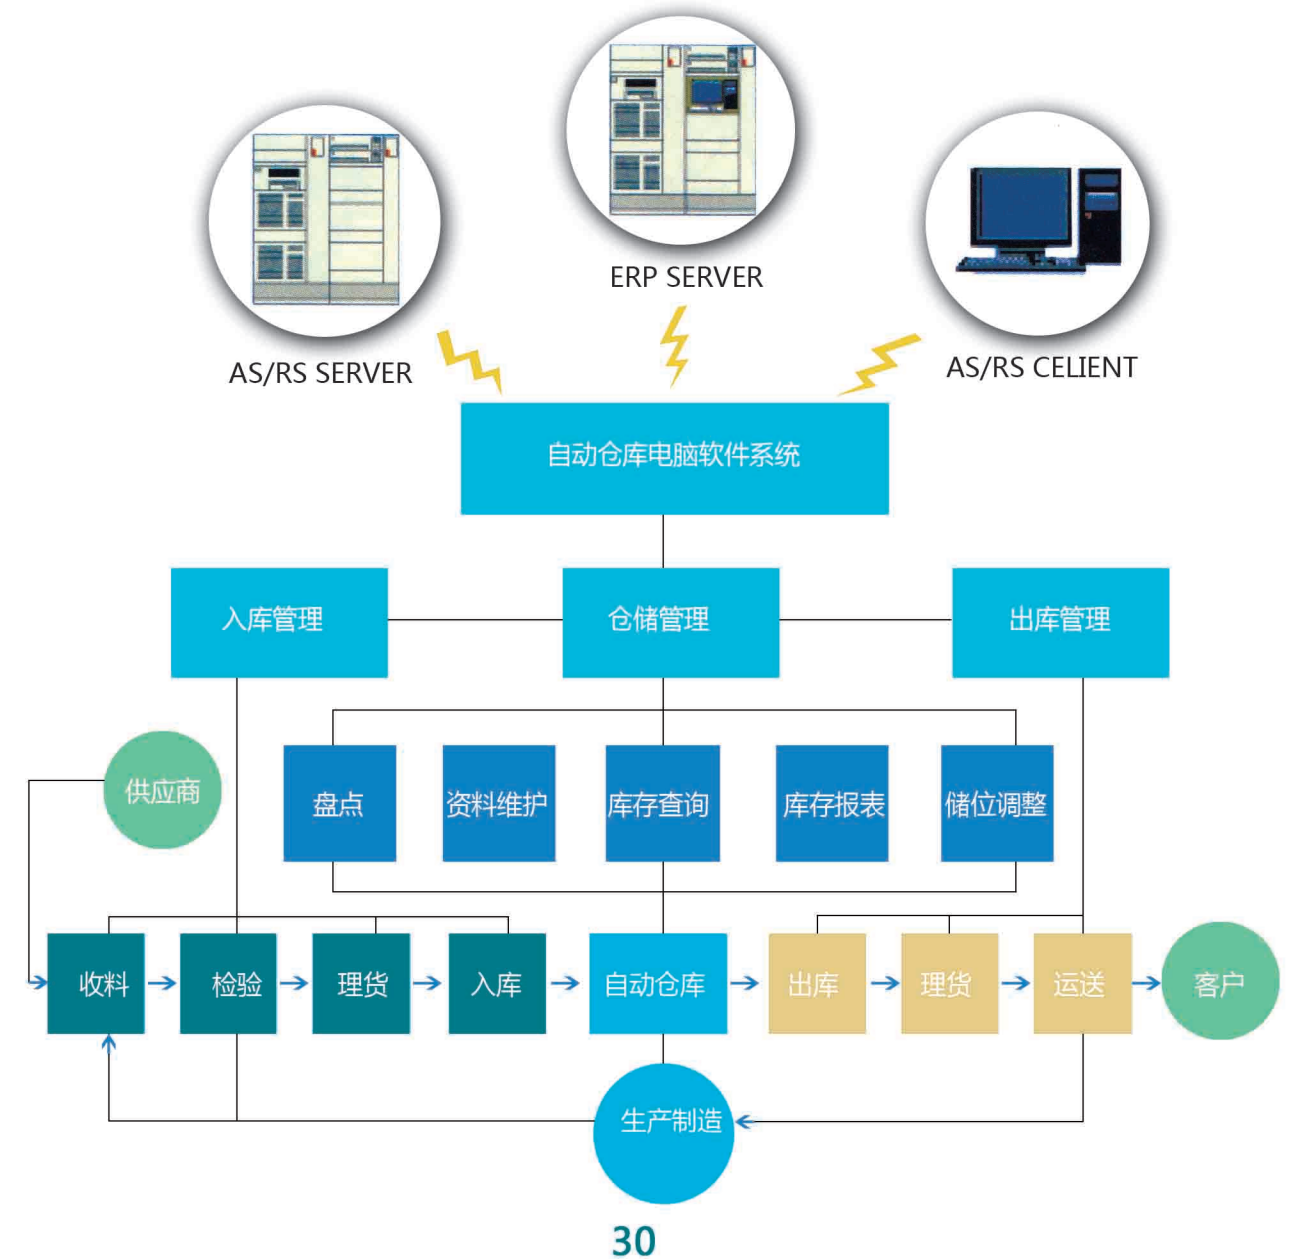 ERP SERVER
AS/RS SERVER
AS/RS CELIENT
自动仓库电脑软件系统
入库管理
仓储管理
出库管理
供应商
盘点
资料维护
库存查询
库存报表
储位调整
收料
检验
理货
入库
自动仓库
出库
理货
运送
客户
生产制造
30